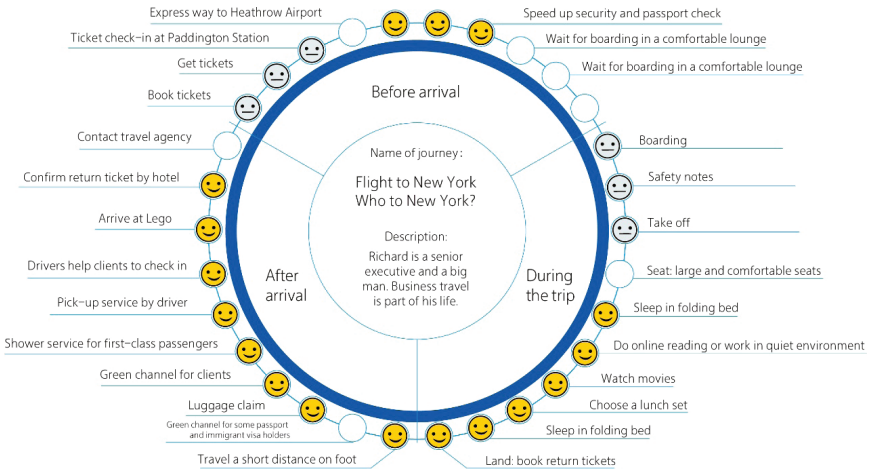 Express way to Heathrow Airport
Ticket check-in at Paddington Station
Get tickets
Book tickets
Contact travel agency
Confirm return ticket by hotel
Arrive at Lego
Drivers help clients to check in
Pick-up service by driver
Shower service for first-class passengers
Green channel for clients
Luggage claim
Green channel for some passport
and immigrant visa holders
Travel a short distance on foot
Before arrival
Name of journey:
Flight to New York
Who to New York?
Description:
Richard is a senior
executive and a big
man. Business travel
is part of his life.
After
arrival
During
the trip
Speed up security and passport check
Wait for boarding in a comfortable lounge
Wait for boarding in a comfortable lounge
Boarding
Safety notes
Take off
Seat: large and comfortable seats
Sleep in folding bed
Do online reading or work in quiet environment
Watch movies
Choose a lunch set
Sleep in folding bed
Land: book return tickets